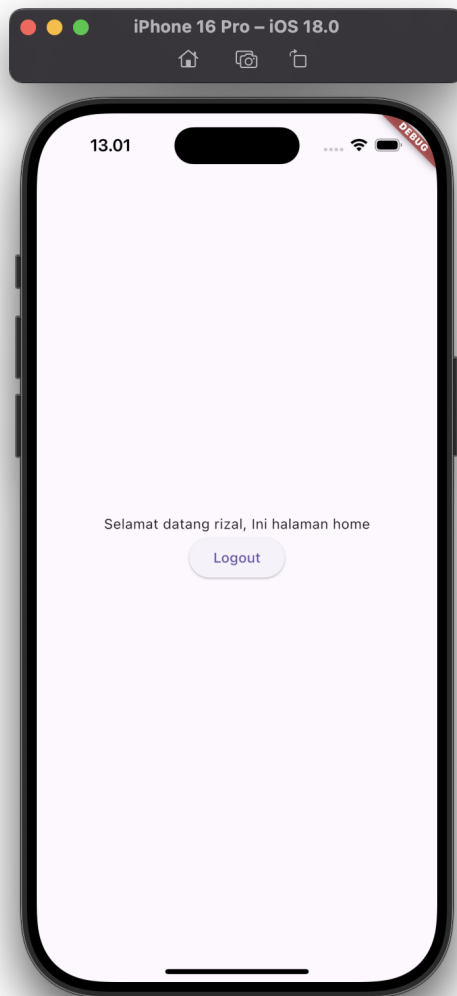 iPhone 16 Pro – iOS 18.0
13.01
DEBUG
Selamat datang rizal, Ini halaman home
Logout